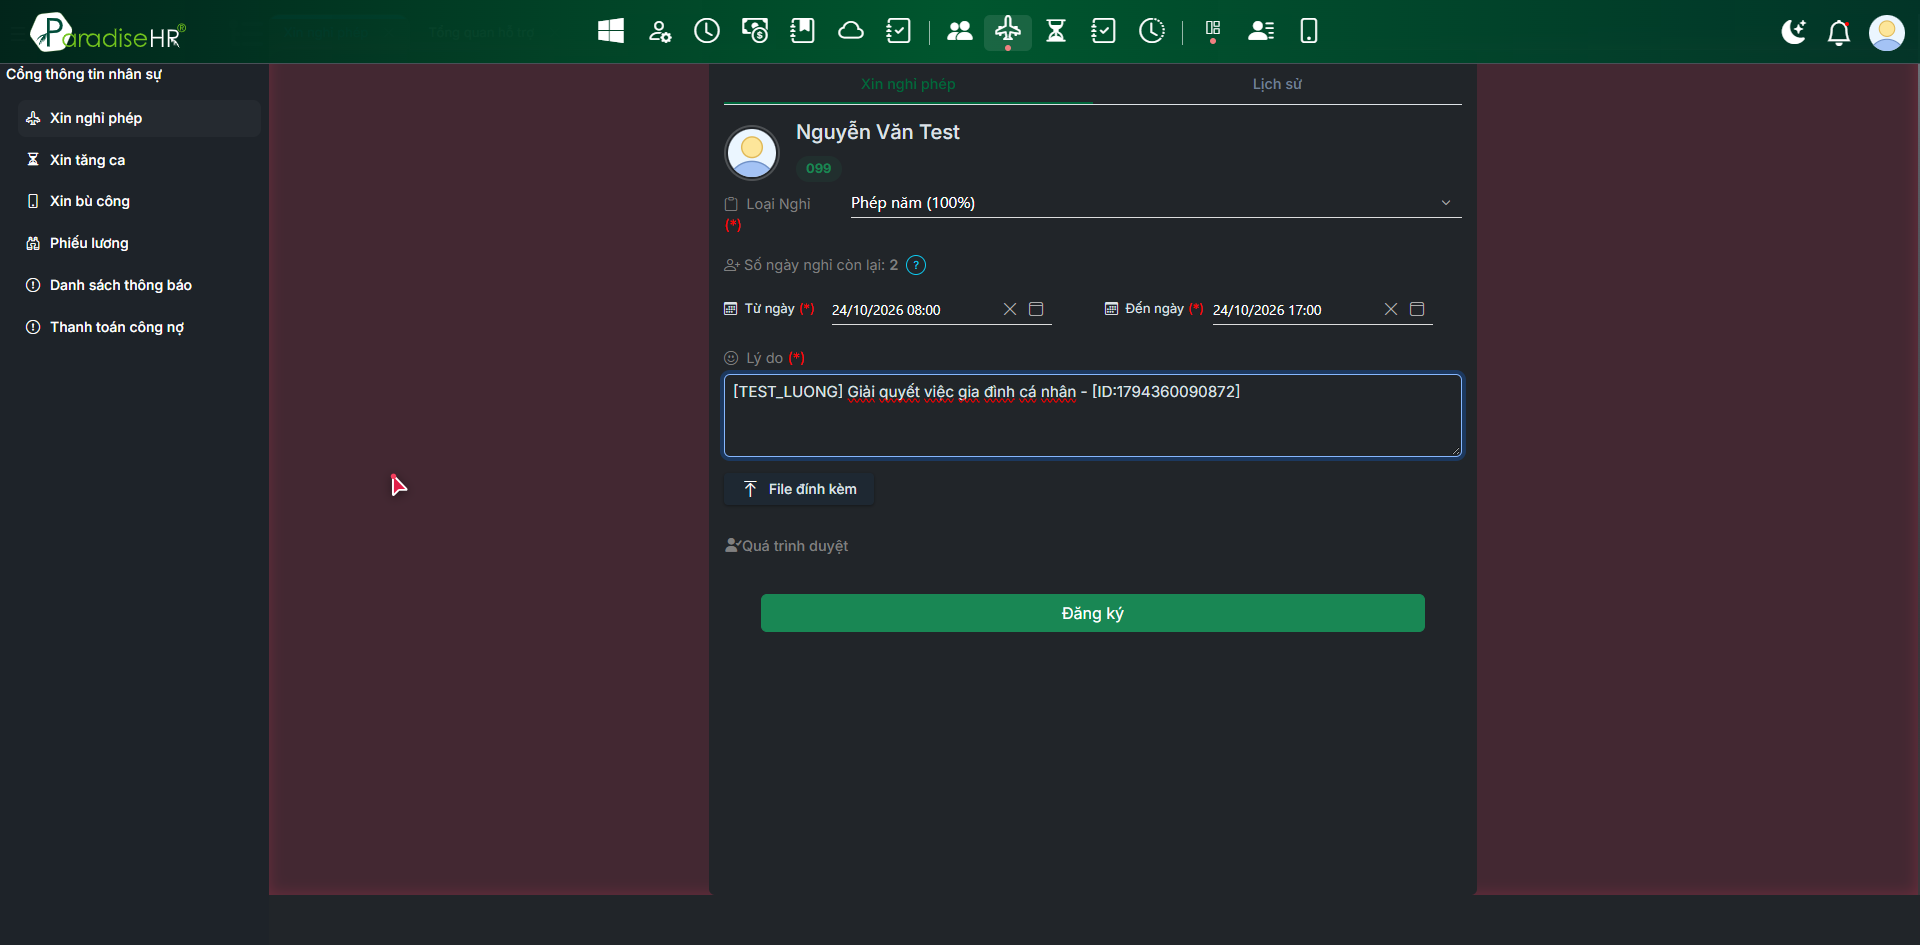 ParadiseHR®
Tổng quan hồ trợ
Cổng thông tin nhân sự
Xin nghỉ phép
Xin tăng ca
Xin bù công
Phiếu lương
Danh sách thông báo
Thanh toán công nợ
Xin nghỉ phép
Lịch sử
Nguyễn Văn Test
099
Loại Nghỉ (*)
Phép năm (100%)
Số ngày nghỉ còn lại: 2 ?
Từ ngày (*) 24/10/2026 08:00
Đến ngày (*) 24/10/2026 17:00
Lý do (*)
[TEST_LUONG] Giải quyết việc gia đình cá nhân - [ID:1794360090872]
File đính kèm
Quá trình duyệt
Đăng ký